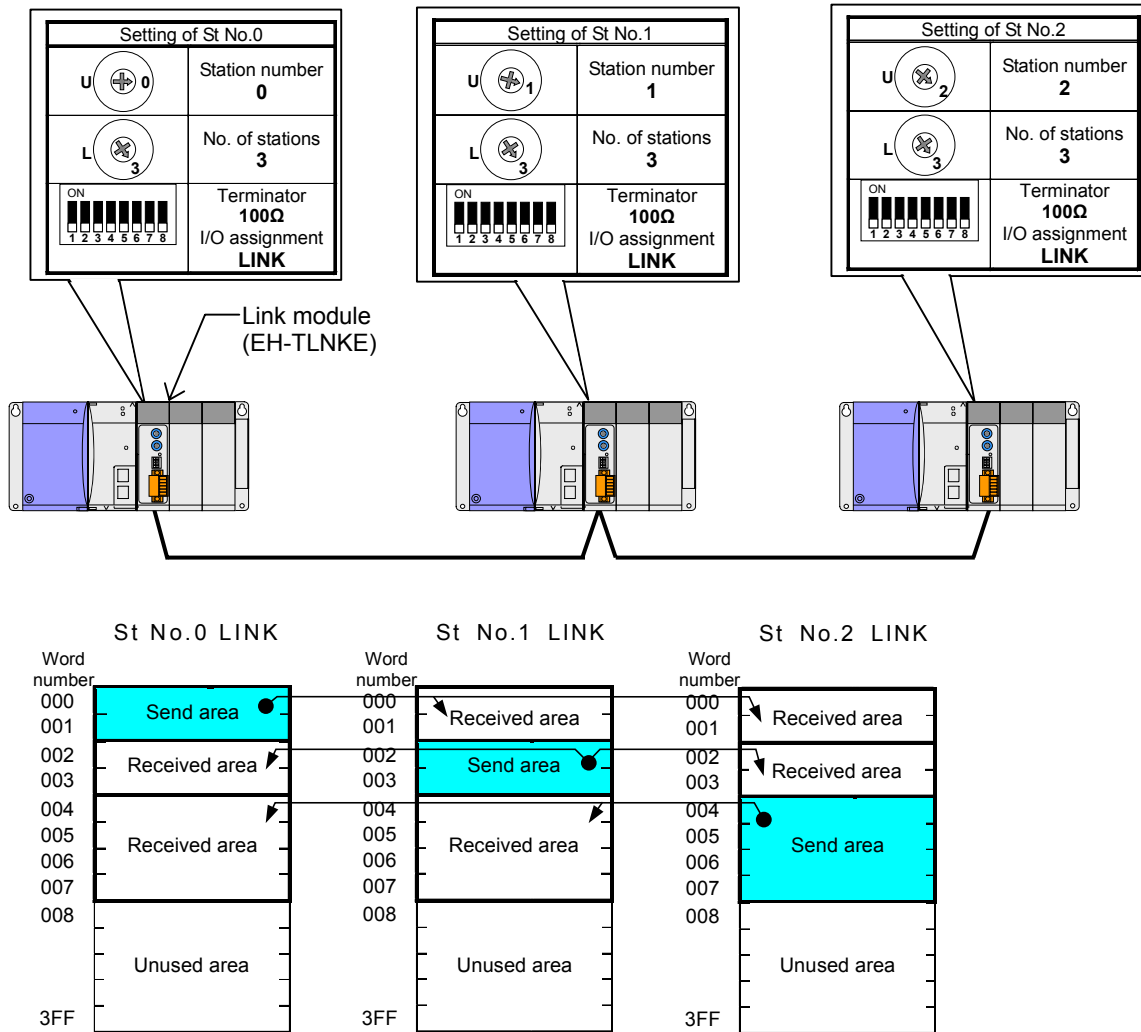 Setting of St No.0
U
0
Station number
0
L
3
No. of stations
3
ON
1 2 3 4 5 6 7 8
Terminator
100Ω
I/O assignment
LINK
Setting of St No.1
U
1
Station number
1
L
3
No. of stations
3
ON
1 2 3 4 5 6 7 8
Terminator
100Ω
I/O assignment
LINK
Setting of St No.2
U
2
Station number
2
L
3
No. of stations
3
ON
1 2 3 4 5 6 7 8
Terminator
100Ω
I/O assignment
LINK
Link module
(EH-TLNKE)
St No.0 LINK
Word
number
000
001
002
003
004
005
006
007
008
3FF
Send area
Received area
Received area
Unused area
St No.1 LINK
Word
number
000
001
002
003
004
005
006
007
008
3FF
Received area
Send area
Received area
Unused area
St No.2 LINK
Word
number
000
001
002
003
004
005
006
007
008
3FF
Received area
Received area
Send area
Unused area